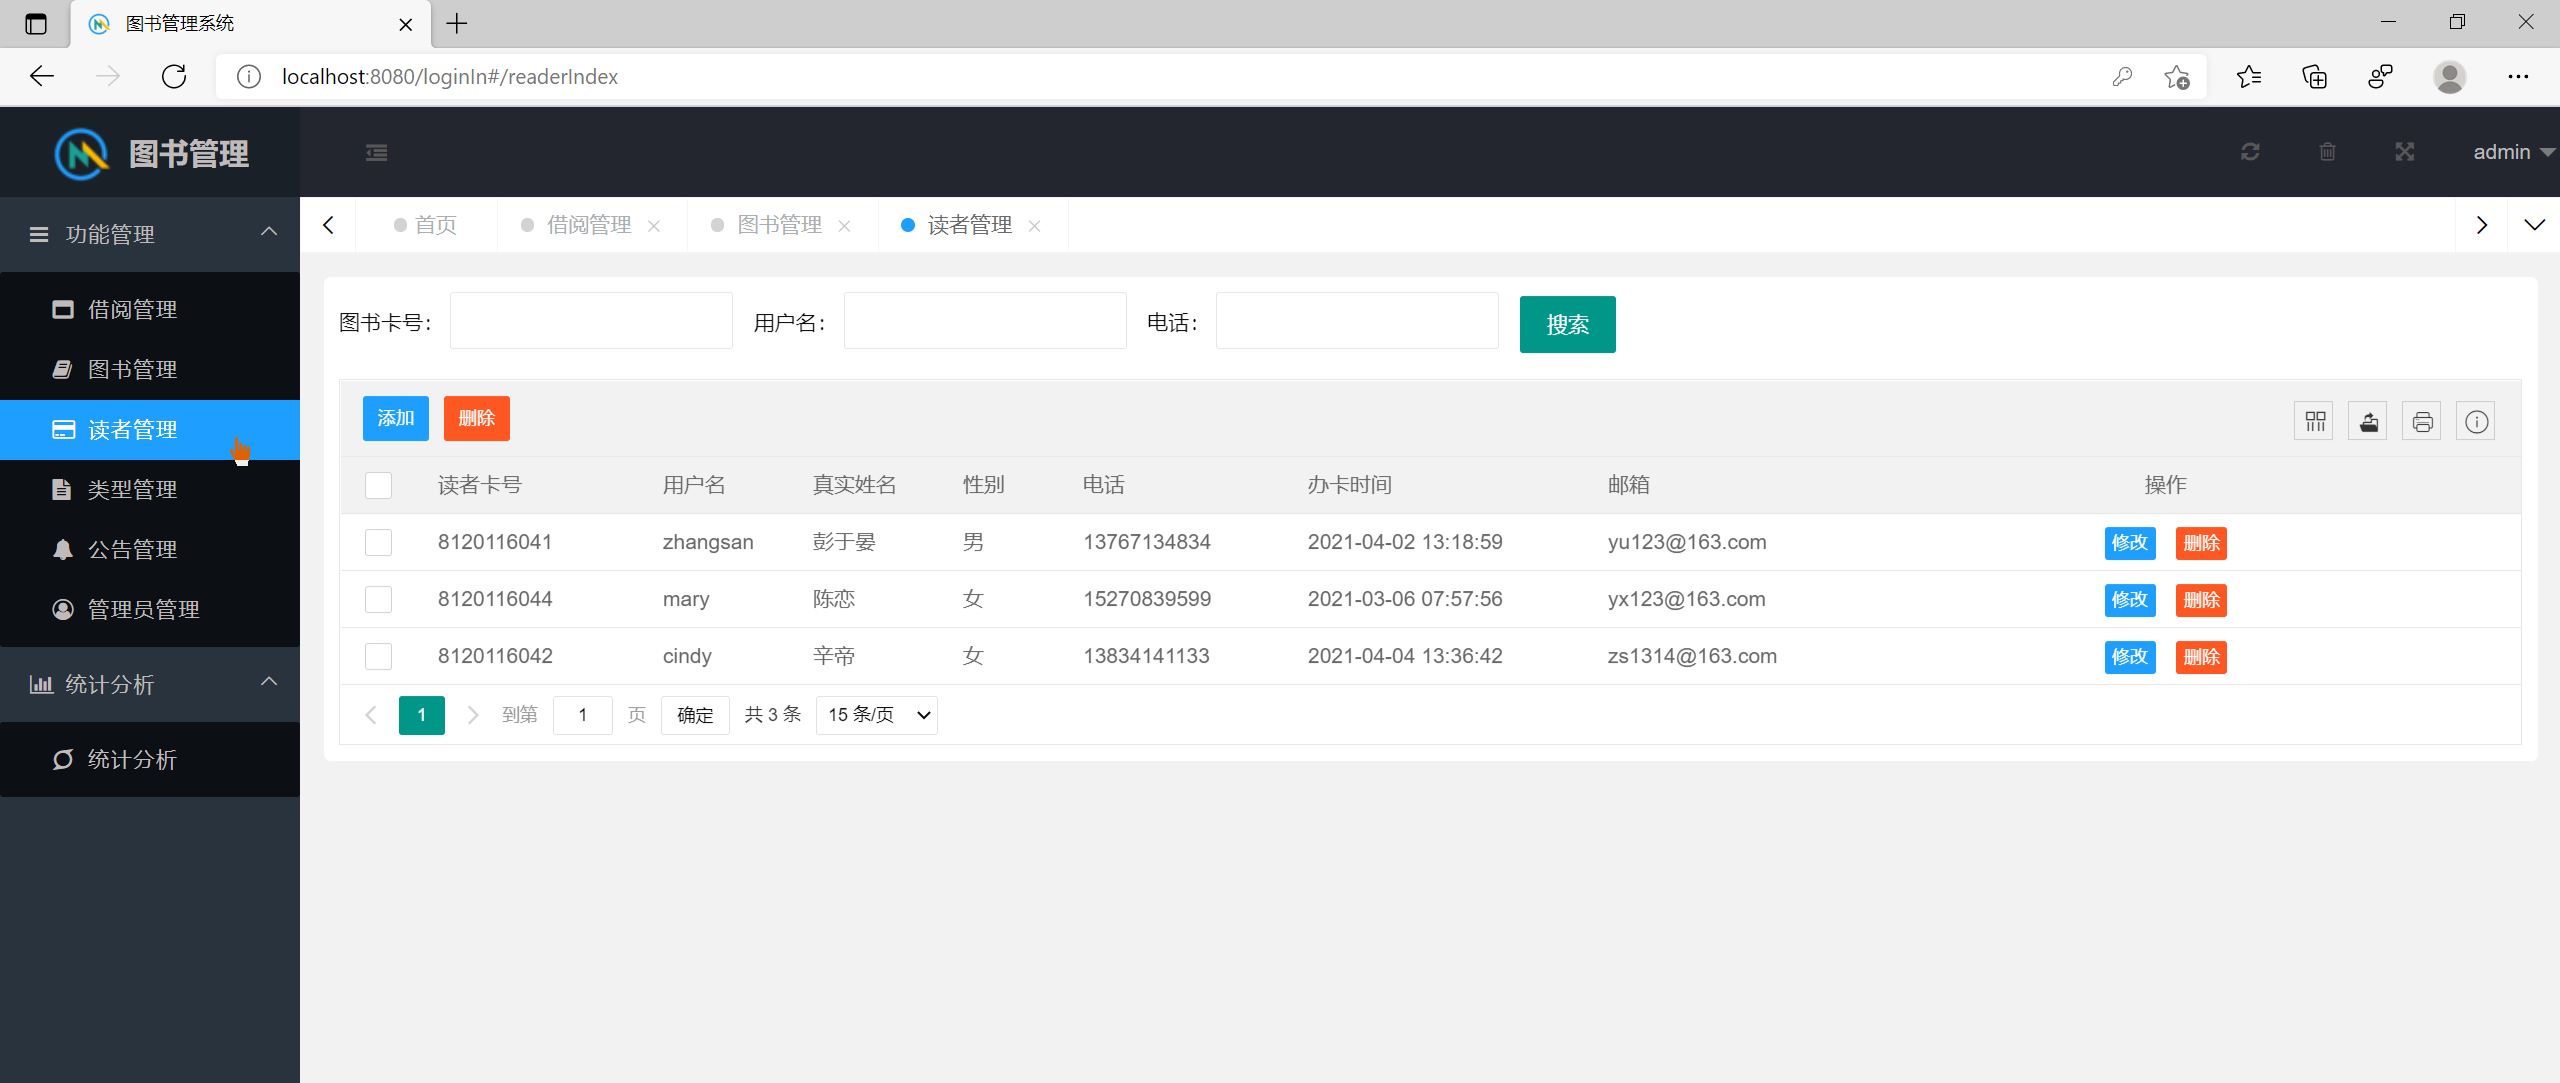 图书管理系统
localhost:8080/loginIn#/readerIndex
图书管理
admin
功能管理
首页 借阅管理 图书管理 读者管理
借阅管理
图书管理
读者管理
类型管理
公告管理
管理员管理
统计分析
统计分析
图书卡号： 用户名： 电话： 搜索
添加 删除
读者卡号 用户名 真实姓名 性别 电话 办卡时间 邮箱 操作
8120116041 zhangsan 彭于晏 男 13767134834 2021-04-02 13:18:59 yu123@163.com 修改 删除
8120116044 mary 陈恋 女 15270839599 2021-03-06 07:57:56 yx123@163.com 修改 删除
8120116042 cindy 辛帝 女 13834141133 2021-04-04 13:36:42 zs1314@163.com 修改 删除
1 到第 1 页 确定 共 3 条 15 条/页